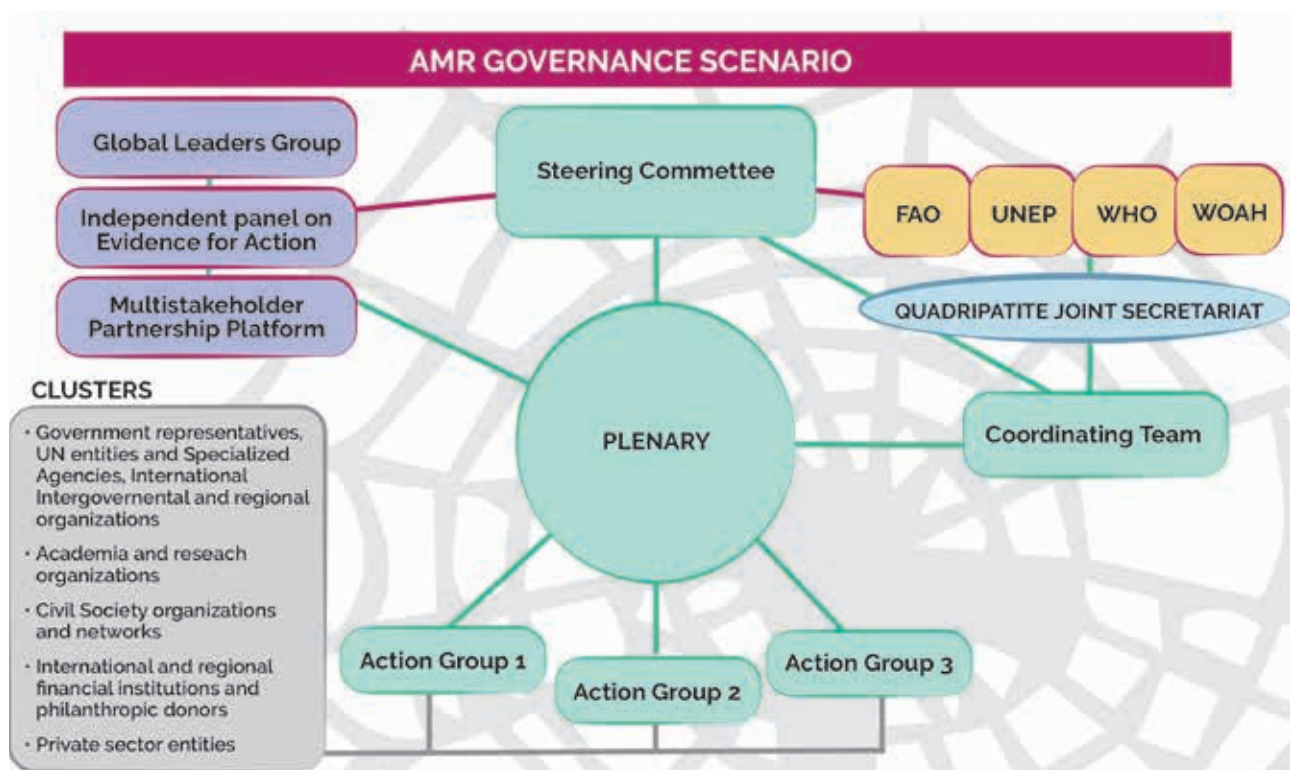 AMR GOVERNANCE SCENARIO
Global Leaders Group
Independent panel on
Evidence for Action
Multistakeholder
Partnership Platform
Steering Commettee
FAO
UNEP
WHO
WOAH
QUADRIPATITE JOINT SECRETARIAT
Coordinating Team
PLENARY
CLUSTERS
• Government representatives,
UN entities and Specialized
Agencies, International
Intergovernental and regional
organizations
• Academia and reseach
organizations
• Civil Society organizations
and networks
• International and regional
financial institutions and
philanthropic donors
• Private sector entities
Action Group 1
Action Group 2
Action Group 3